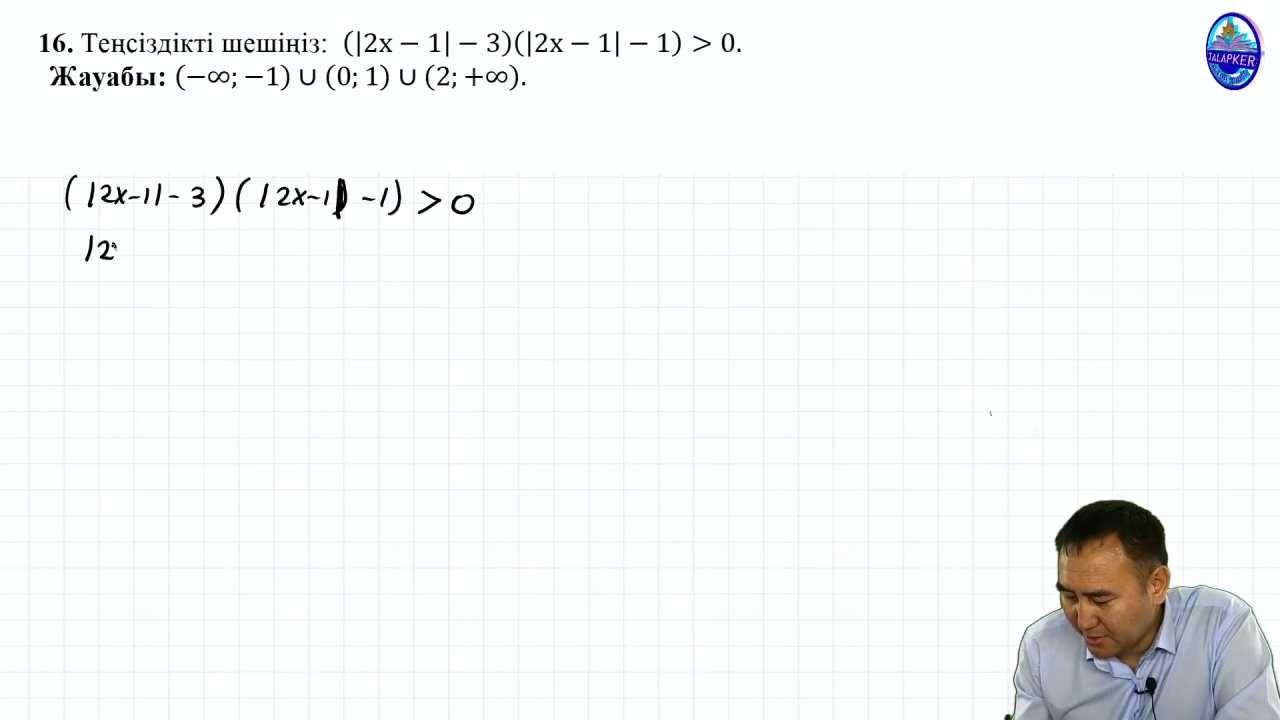 16. Теңсіздікті шешіңіз: (|2x − 1| − 3)(|2x − 1| − 1) > 0.
Жауабы: (−∞; −1) ∪ (0; 1) ∪ (2; +∞).
TALAPKER
(|2x-1|-3)(|2x-1|-1) > 0
|2